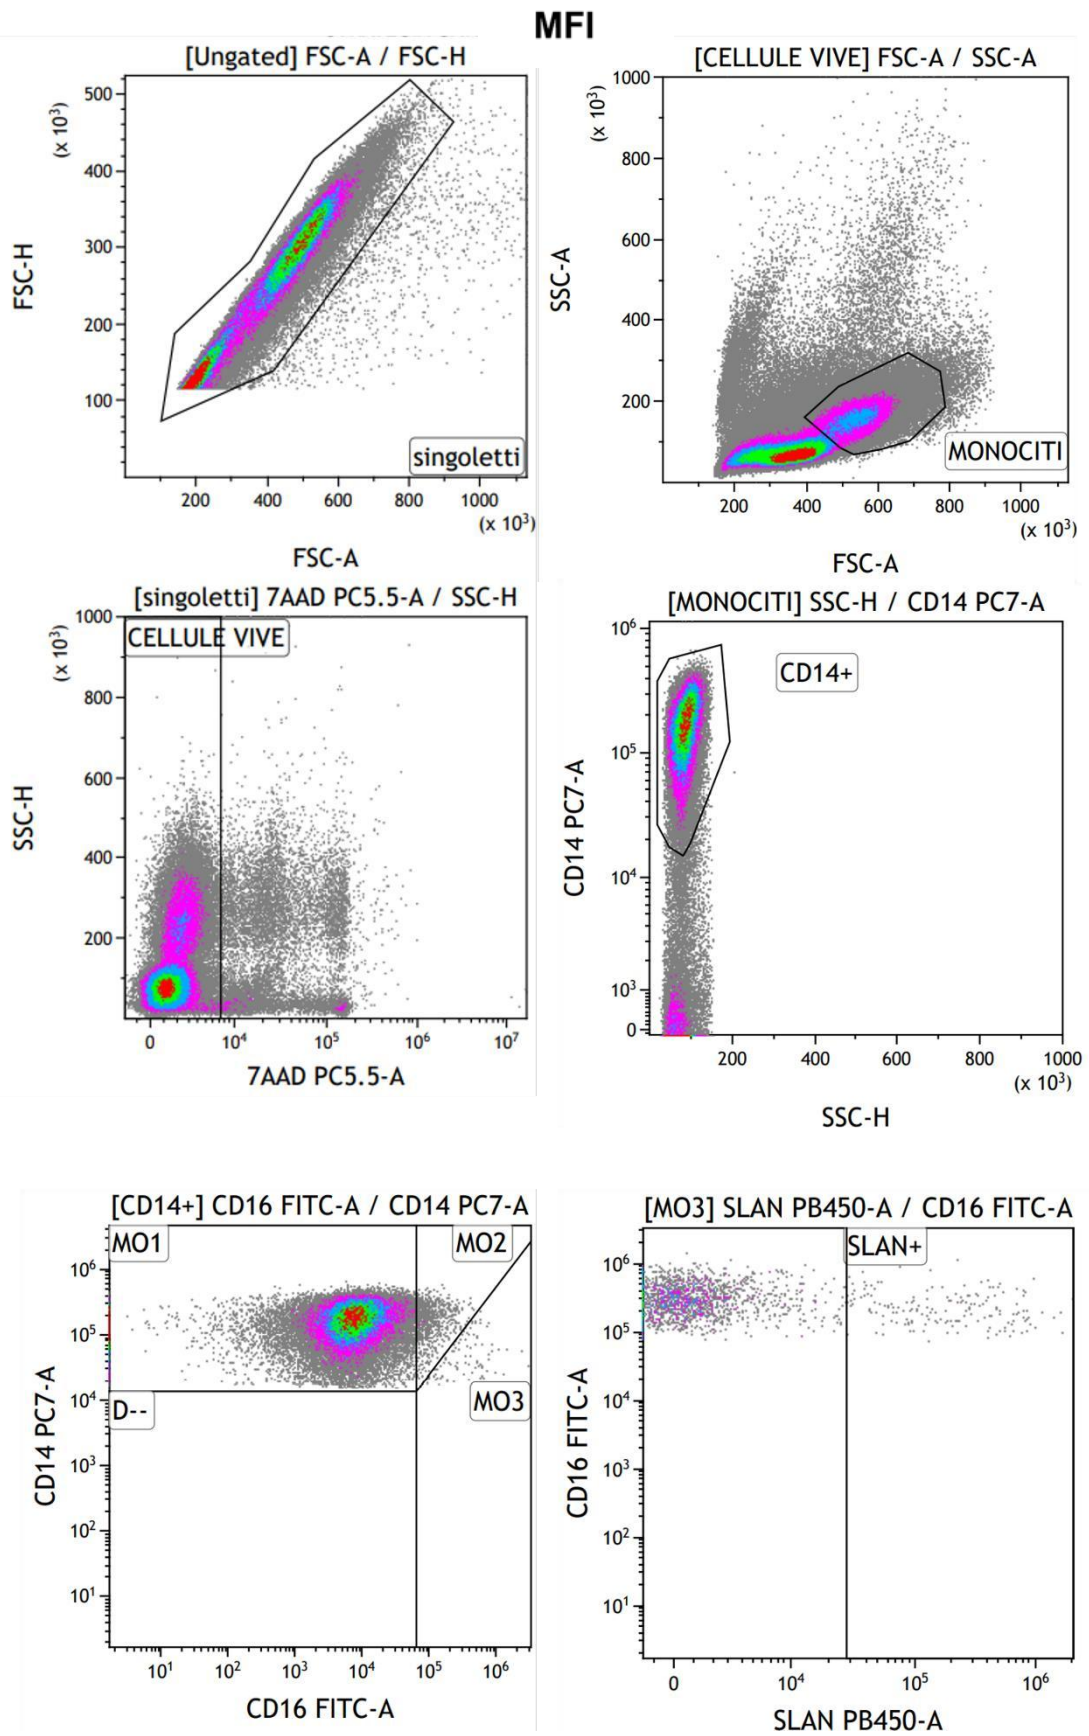 MFI
[Ungated] FSC-A / FSC-H
(x 10³)
FSC-H
500
400
300
200
100
singoletti
200 400 600 800 1000
(x 10³)
FSC-A
[CELLULE VIVE] FSC-A / SSC-A
(x 10³)
SSC-A
1000
800
600
400
200
MONOCITI
200 400 600 800 1000
(x 10³)
FSC-A
[singoletti] 7AAD PC5.5-A / SSC-H
(x 10³)
SSC-H
1000
CELLULE VIVE
800
600
400
200
0 10⁴ 10⁵ 10⁶ 10⁷
7AAD PC5.5-A
[MONOCITI] SSC-H / CD14 PC7-A
CD14 PC7-A
10⁶
CD14+
10⁵
10⁴
10³
0
200 400 600 800 1000
(x 10³)
SSC-H
[CD14+] CD16 FITC-A / CD14 PC7-A
CD14 PC7-A
MO1 MO2
10⁶
10⁵
10⁴
D-- MO3
10³
10²
10¹
10¹ 10² 10³ 10⁴ 10⁵ 10⁶
CD16 FITC-A
[MO3] SLAN PB450-A / CD16 FITC-A
CD16 FITC-A
SLAN+
10⁶
10⁵
10⁴
10³
10²
10¹
0 10⁴ 10⁵ 10⁶
SLAN PB450-A